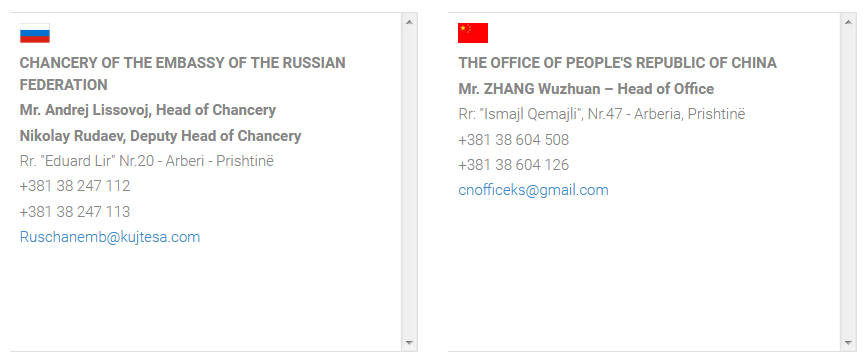 CHANCERY OF THE EMBASSY OF THE RUSSIAN
FEDERATION
Mr. Andrej Lissovoj, Head of Chancery
Nikolay Rudaev, Deputy Head of Chancery
Rr. "Eduard Lir" Nr.20 - Arberi - Prishtinë
+381 38 247 112
+381 38 247 113
Ruschanemb@kujtesa.com
THE OFFICE OF PEOPLE'S REPUBLIC OF CHINA
Mr. ZHANG Wuzhuan – Head of Office
Rr: "Ismajl Qemajli", Nr.47 - Arberia, Prishtinë
+381 38 604 508
+381 38 604 126
cnofficeks@gmail.com